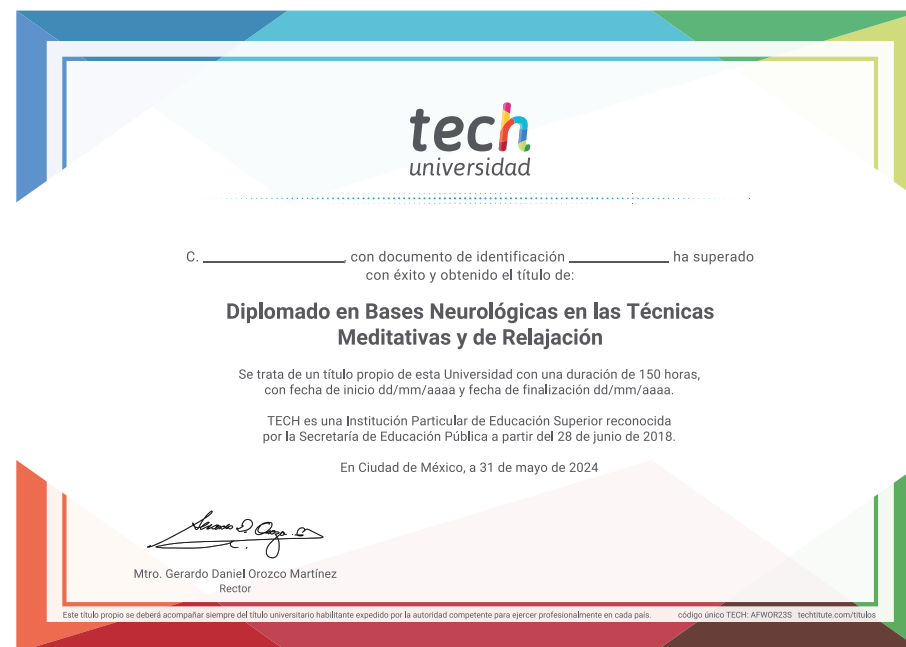 tech
universidad
C. ____________, con documento de identificación ____________ ha superado
con éxito y obtenido el título de:
Diplomado en Bases Neurológicas en las Técnicas
Meditativas y de Relajación
Se trata de un título propio de esta Universidad con una duración de 150 horas,
con fecha de inicio dd/mm/aaaa y fecha de finalización dd/mm/aaaa.
TECH es una Institución Particular de Educación Superior reconocida
por la Secretaría de Educación Pública a partir del 28 de junio de 2018.
En Ciudad de México, a 31 de mayo de 2024
Mtro. Gerardo Daniel Orozco Martínez
Rector
Este título propio se deberá acompañar siempre del título universitario habilitante expedido por la autoridad competente para ejercer profesionalmente en cada país. código único TECH: AFWOR23S techtitute.com/titulos